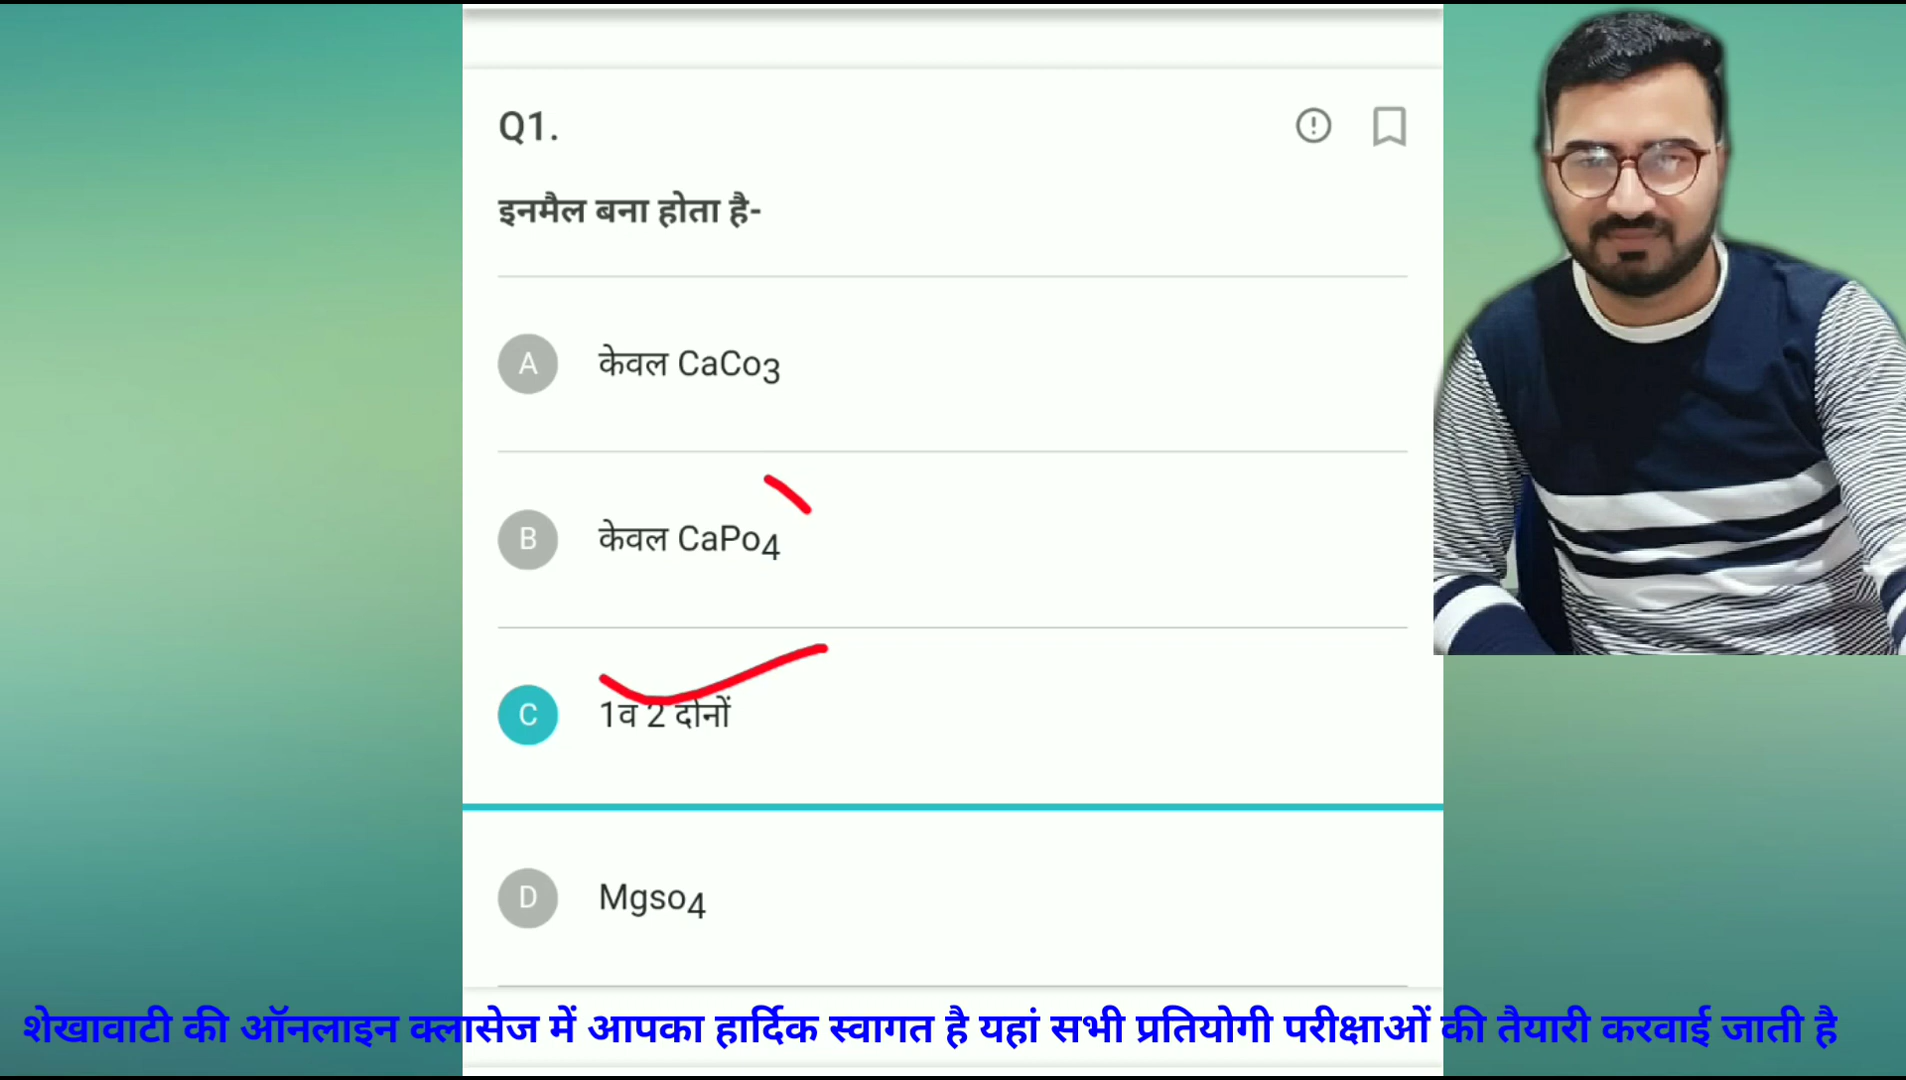 Q1.
इनमैल बना होता है-
A केवल CaCo3
B केवल CaPo4
C 1व 2 दोनों
D Mgso4
शेखावाटी की ऑनलाइन क्लासेज में आपका हार्दिक स्वागत है यहां सभी प्रतियोगी परीक्षाओं की तैयारी करवाई जाती है